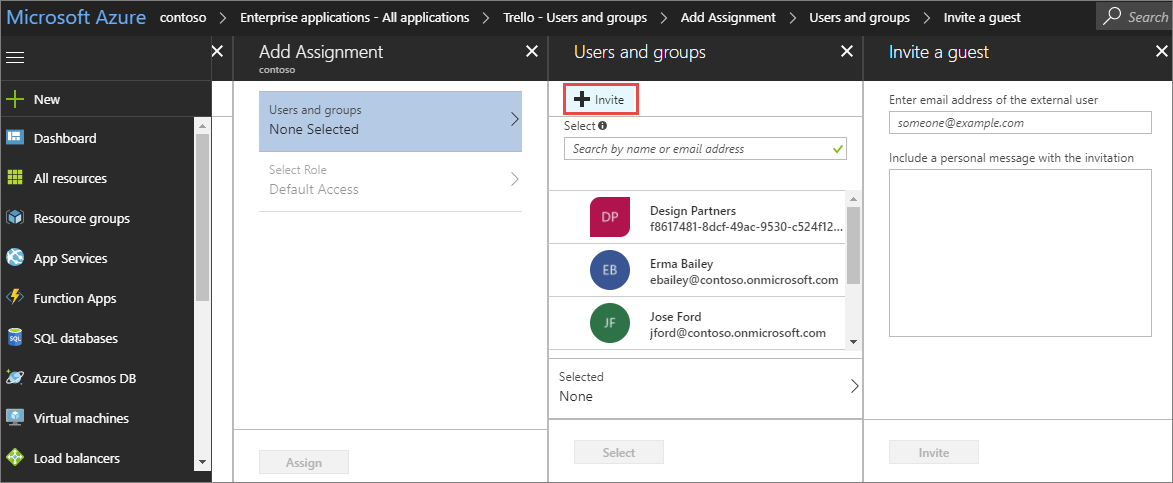 Microsoft Azure contoso Enterprise applications - All applications Trello - Users and groups Add Assignment Users and groups Invite a guest Search
New
Dashboard
All resources
Resource groups
App Services
Function Apps
SQL databases
Azure Cosmos DB
Virtual machines
Load balancers
Add Assignment
contoso
Users and groups
None Selected
Select Role
Default Access
Assign
Users and groups
Invite
Select
Search by name or email address
DP
Design Partners
f8617481-8dcf-49ac-9530-c524f12...
EB
Erma Bailey
ebailey@contoso.onmicrosoft.com
JF
Jose Ford
jford@contoso.onmicrosoft.com
Selected
None
Select
Invite a guest
Enter email address of the external user
someone@example.com
Include a personal message with the invitation
Invite